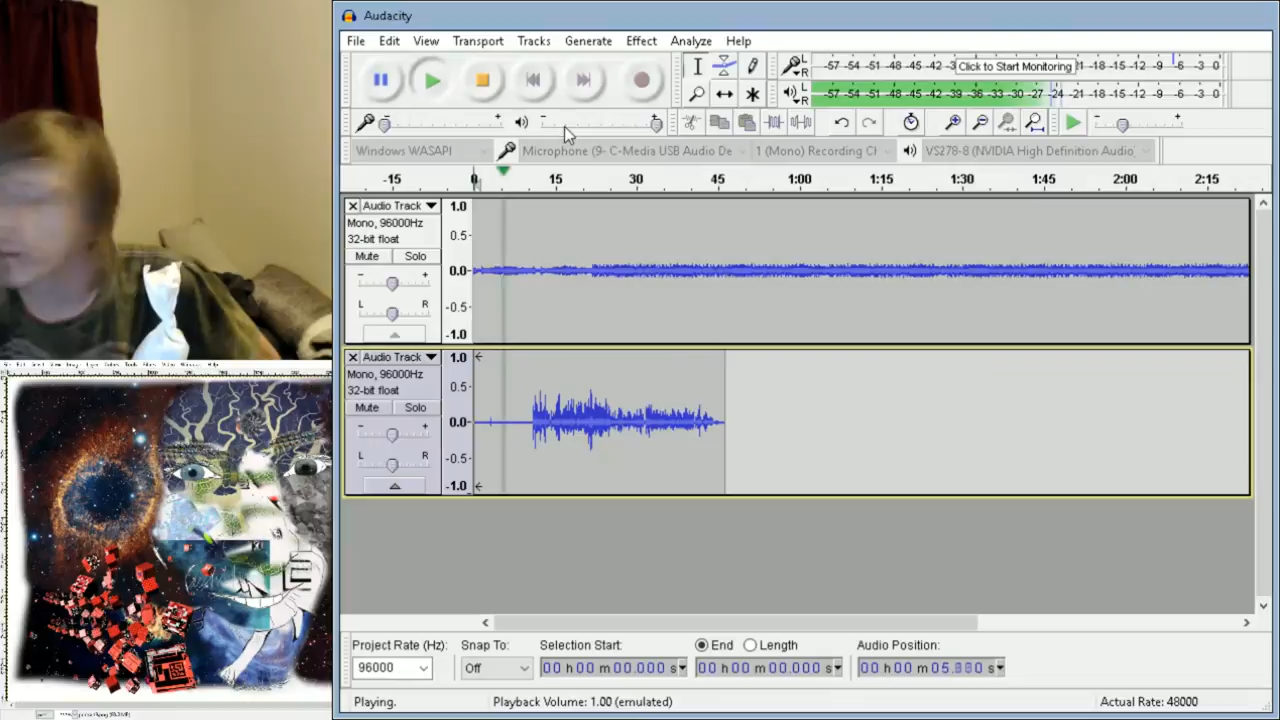 Audacity
File Edit View Transport Tracks Generate Effect Analyze Help
L R -57 -54 -51 -48 -45 -42 -3 Click to Start Monitoring -12 -9 -6 -3 0
L R -57 -54 -51 -48 -45 -42 -39 -36 -33 -30 -27 -24 -21 -18 -15 -12 -9 -6 -3 0
Windows WASAPI Microphone (9- C-Media USB Audio De 1 (Mono) Recording Cl VS278-8 (NVIDIA High Definition Audio)
-15 0 15 30 45 1:00 1:15 1:30 1:45 2:00 2:15
Audio Track 1.0
Mono, 96000Hz
32-bit float 0.5
Mute Solo
- + 0.0
L R -0.5
-1.0
Audio Track 1.0
Mono, 96000Hz
32-bit float 0.5
Mute Solo
- + 0.0
L R -0.5
-1.0
Project Rate (Hz): Snap To: Selection Start: End Length Audio Position:
96000 Off 00 h 00 m 00.000 s 00 h 00 m 00.000 s
Playing. Playback Volume: 1.00 (emulated) Actual Rate: 48000